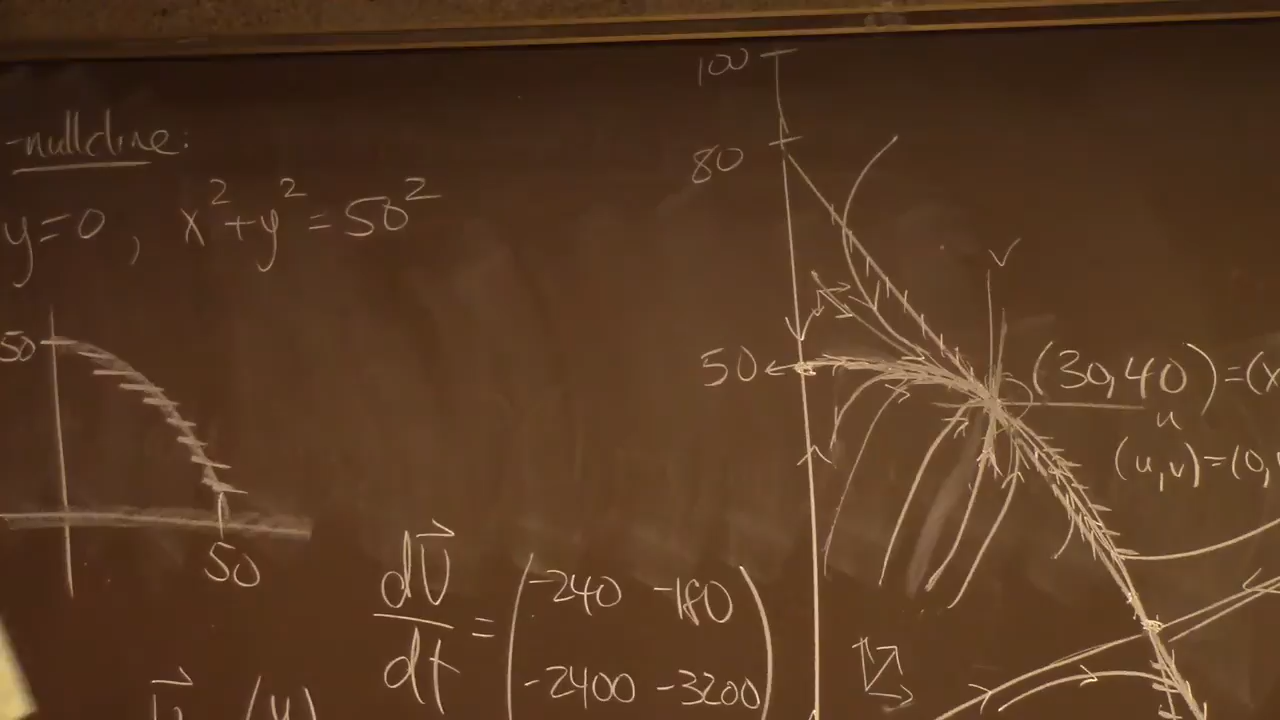 -nullcline:
y=0, x²+y²=50²
50
50
dU⃗/dt = (-240 -180
-2400 -3200)
(u
100
80
50
v
(30,40)=(x
u
(u,v)=(0,